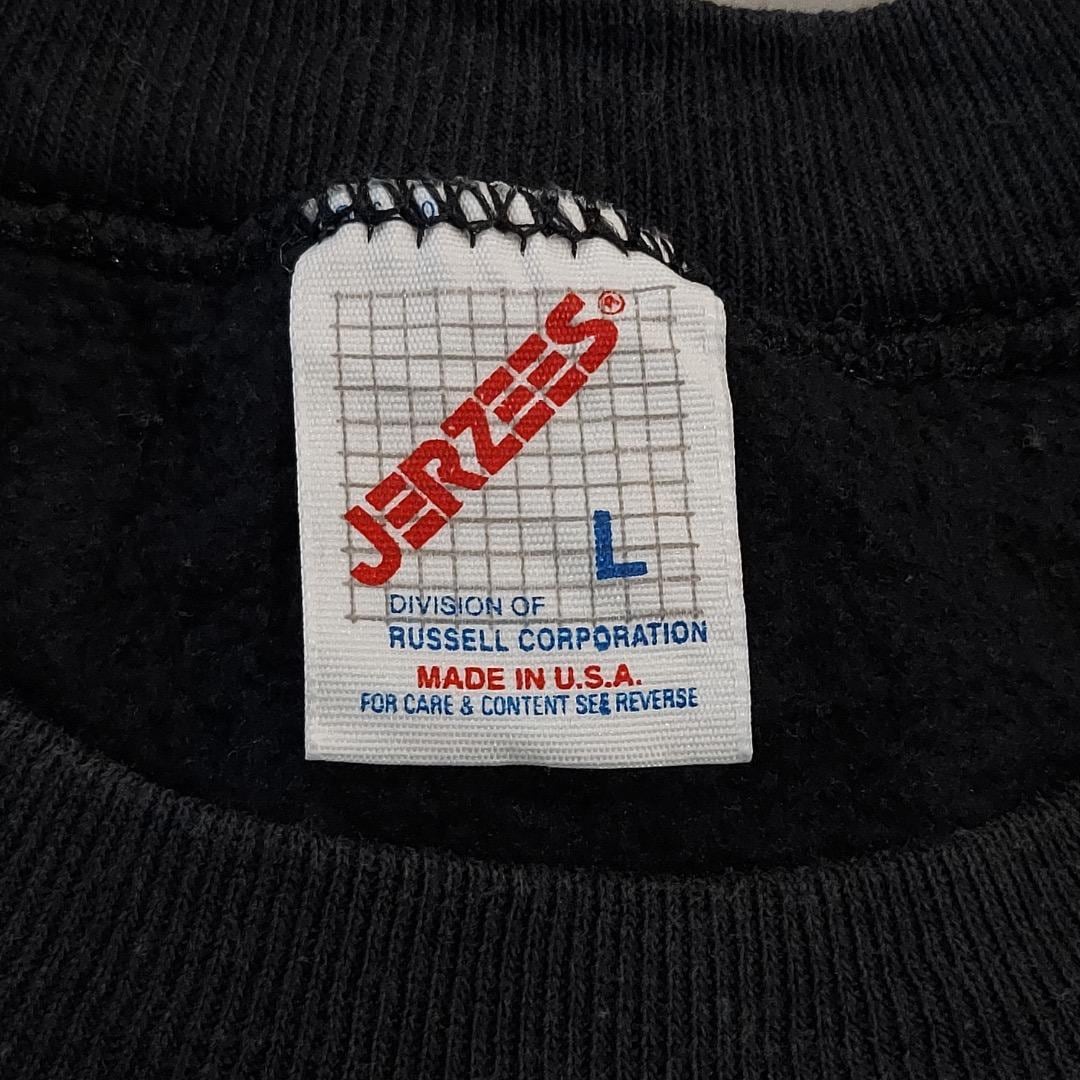 JERZEES®
L
DIVISION OF
RUSSELL CORPORATION
MADE IN U.S.A.
FOR CARE & CONTENT SEE REVERSE